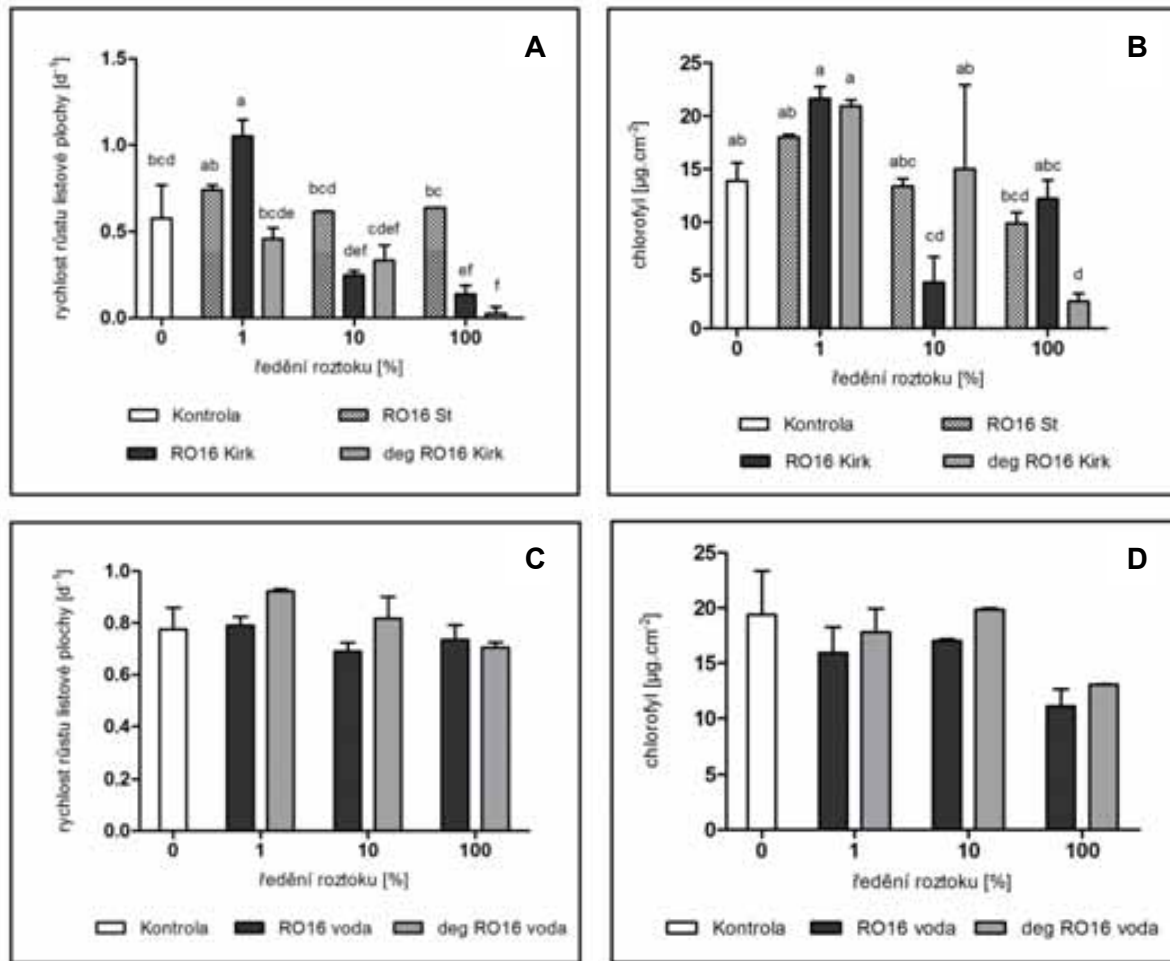 A
rychlost růstu listové plochy [d⁻¹]
1.5
1.0
0.5
0.0
bcd
ab
a
bcde
bcd
def
cdef
bc
ef
f
0
1
10
100
ředění roztoku [%]
Kontrola
RO16 St
RO16 Kirk
deg RO16 Kirk
B
chlorofyl [µg.cm⁻²]
25
20
15
10
5
0
ab
ab
a
a
abc
cd
ab
bcd
abc
d
0
1
10
100
ředění roztoku [%]
Kontrola
RO16 St
RO16 Kirk
deg RO16 Kirk
C
rychlost růstu listové plochy [d⁻¹]
1.0
0.8
0.6
0.4
0.2
0.0
0
1
10
100
ředění roztoku [%]
Kontrola
RO16 voda
deg RO16 voda
D
chlorofyl [µg.cm⁻²]
25
20
15
10
5
0
0
1
10
100
ředění roztoku [%]
Kontrola
RO16 voda
deg RO16 voda